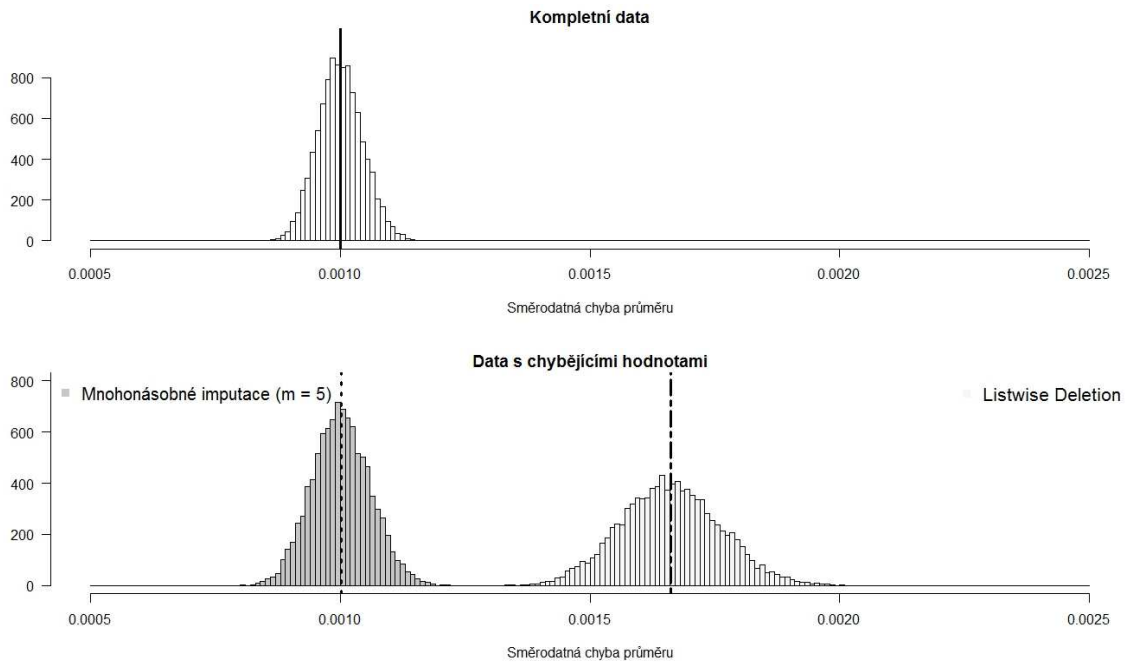 Kompletní data
800
600
400
200
0
0.0005 0.0010 0.0015 0.0020 0.0025
Směrodatná chyba průměru
Data s chybějícími hodnotami
800
Mnohonásobné imputace (m = 5) Listwise Deletion
600
400
200
0
0.0005 0.0010 0.0015 0.0020 0.0025
Směrodatná chyba průměru